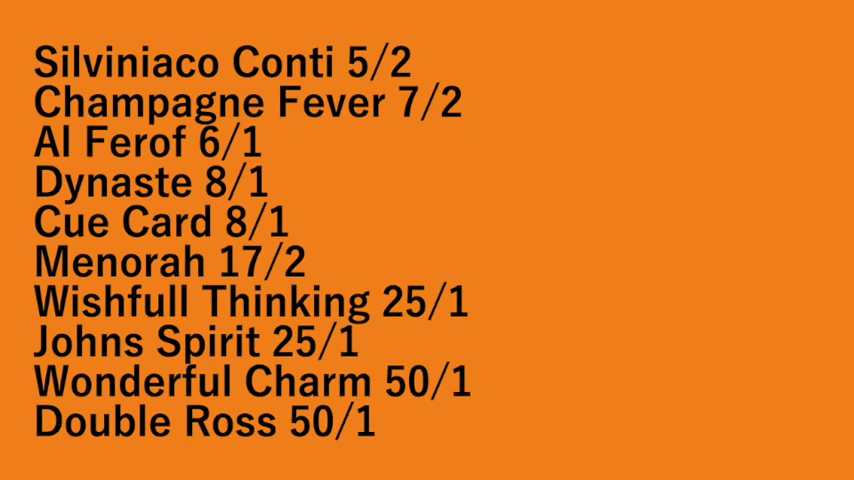 Silviniaco Conti 5/2
Champagne Fever 7/2
Al Ferof 6/1
Dynaste 8/1
Cue Card 8/1
Menorah 17/2
Wishfull Thinking 25/1
Johns Spirit 25/1
Wonderful Charm 50/1
Double Ross 50/1